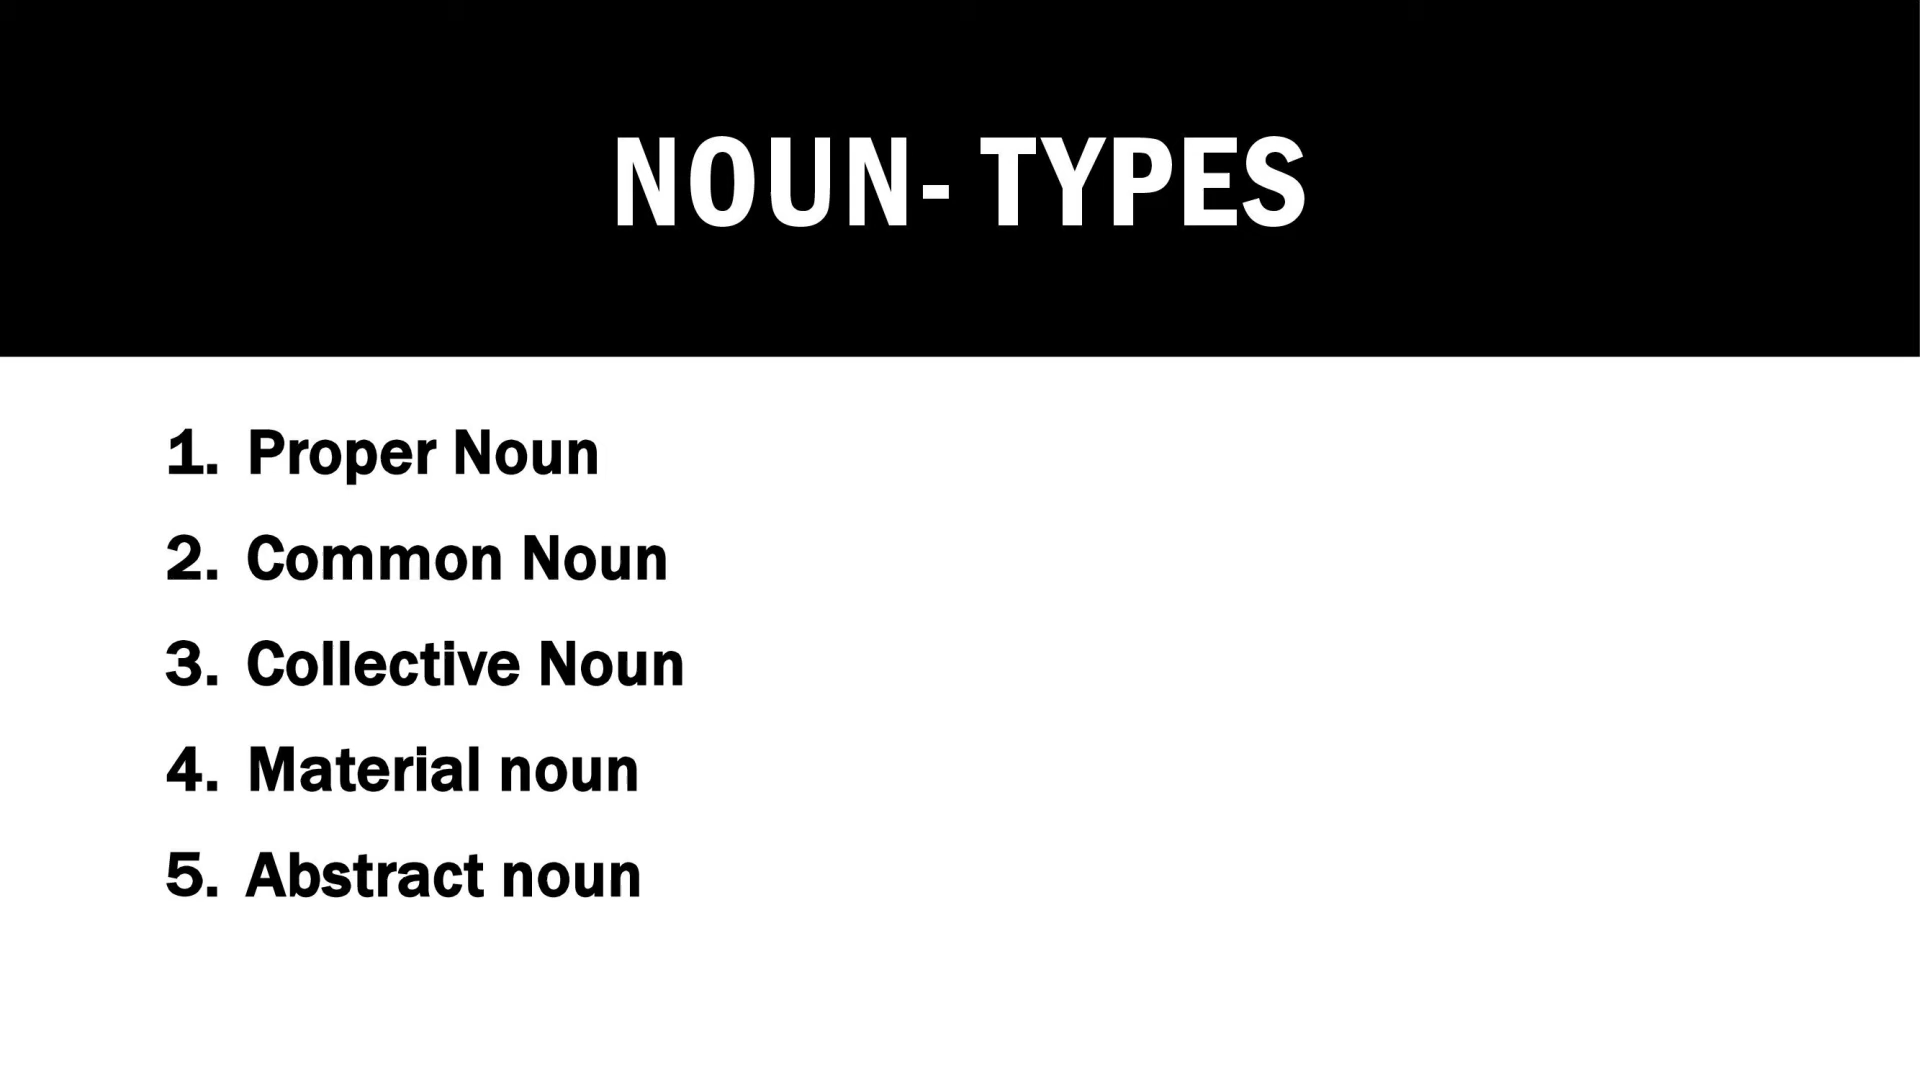 NOUN- TYPES
1. Proper Noun
2. Common Noun
3. Collective Noun
4. Material noun
5. Abstract noun